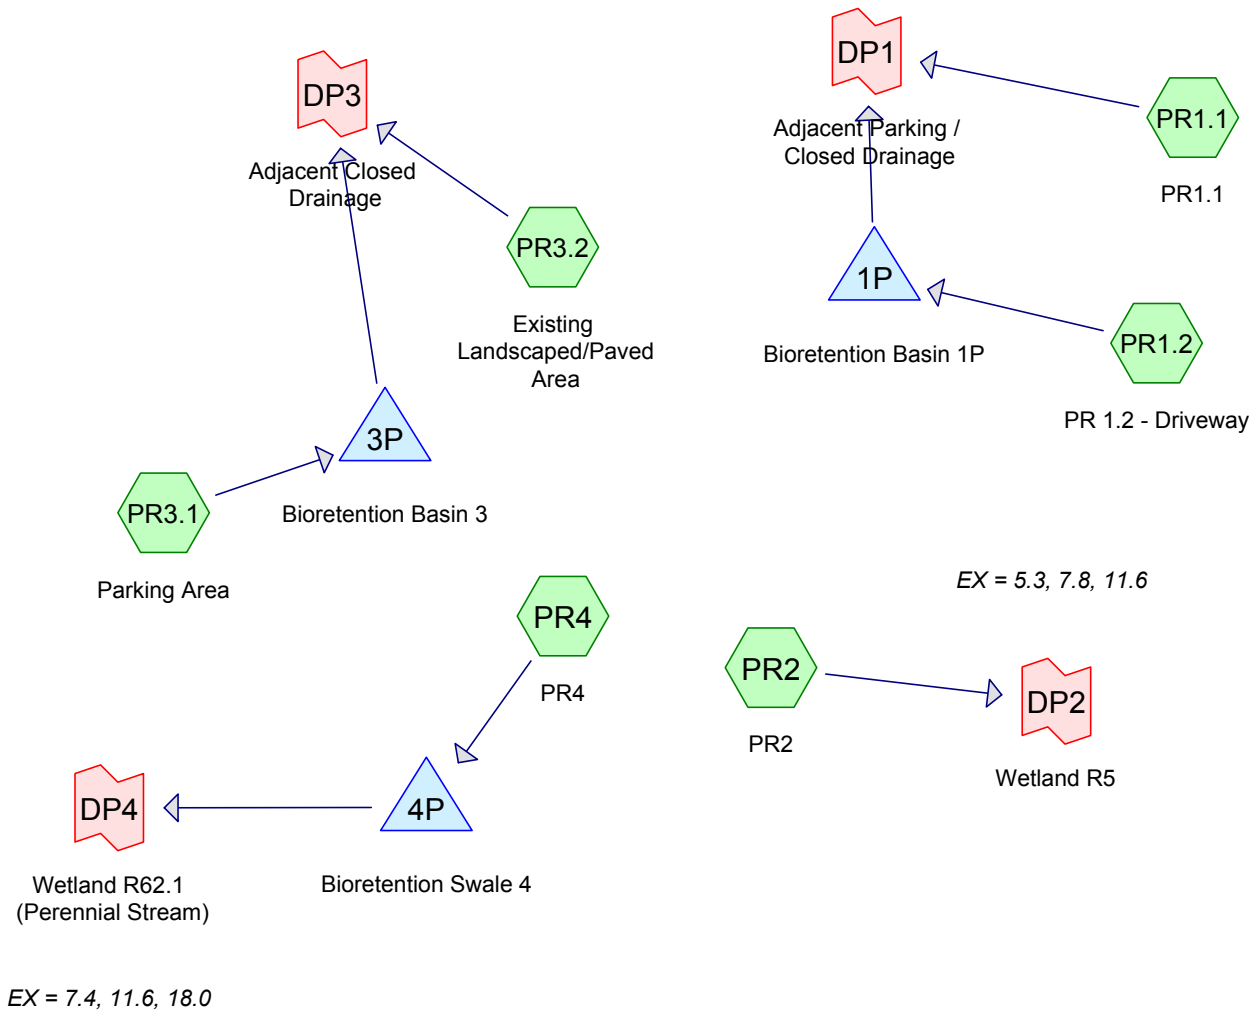 DP3
Adjacent Closed
Drainage
PR3.2
Existing
Landscaped/Paved
Area
3P
Bioretention Basin 3
PR3.1
Parking Area
DP1
Adjacent Parking /
Closed Drainage
PR1.1
PR1.1
1P
Bioretention Basin 1P
PR1.2
PR 1.2 - Driveway
EX = 5.3, 7.8, 11.6
PR4
PR4
PR2
PR2
DP2
Wetland R5
4P
Bioretention Swale 4
DP4
Wetland R62.1
(Perennial Stream)
EX = 7.4, 11.6, 18.0